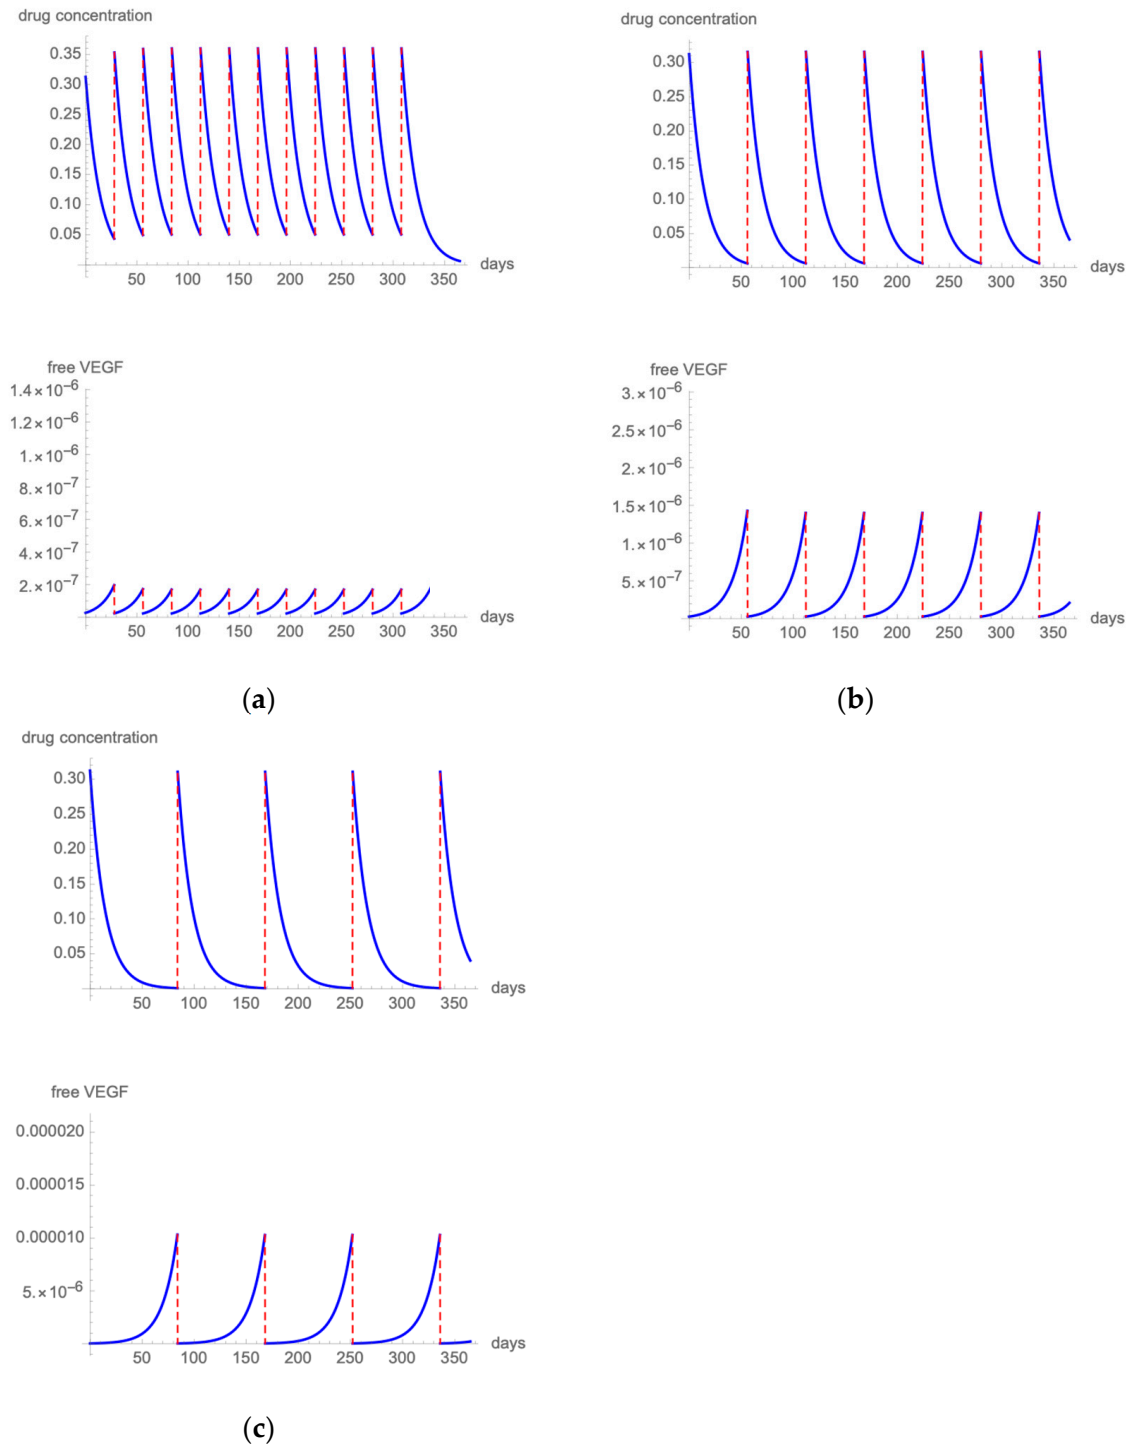 drug concentration
0.35
0.30
0.25
0.20
0.15
0.10
0.05
50 100 150 200 250 300 350 days
free VEGF
1.4×10⁻⁶
1.2×10⁻⁶
1.×10⁻⁶
8.×10⁻⁷
6.×10⁻⁷
4.×10⁻⁷
2.×10⁻⁷
50 100 150 200 250 300 350 days
(a)
drug concentration
0.30
0.25
0.20
0.15
0.10
0.05
50 100 150 200 250 300 350 days
free VEGF
3.×10⁻⁶
2.5×10⁻⁶
2.×10⁻⁶
1.5×10⁻⁶
1.×10⁻⁶
5.×10⁻⁷
50 100 150 200 250 300 350 days
(b)
drug concentration
0.30
0.25
0.20
0.15
0.10
0.05
50 100 150 200 250 300 350 days
free VEGF
0.000020
0.000015
0.000010
5.×10⁻⁶
50 100 150 200 250 300 350 days
(c)